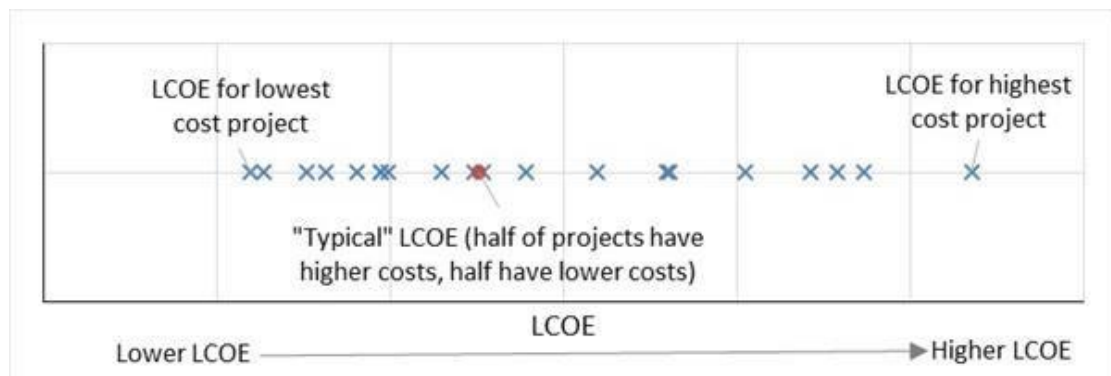 LCOE for lowest
cost project
LCOE for highest
cost project
"Typical" LCOE (half of projects have
higher costs, half have lower costs)
LCOE
Lower LCOE
Higher LCOE